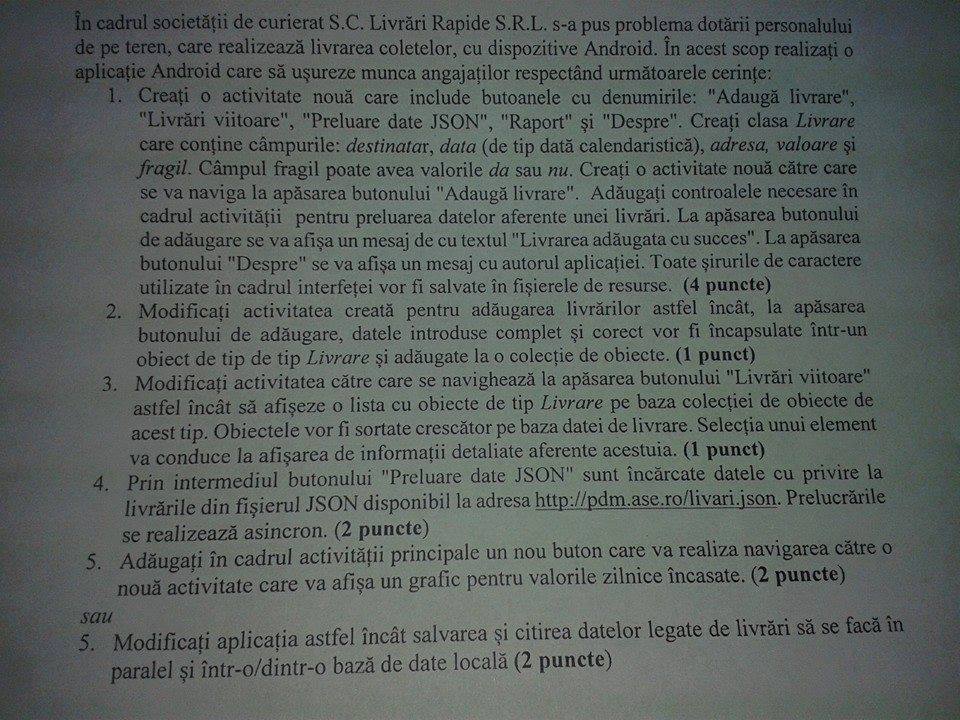 În cadrul societății de curierat S.C. Livrări Rapide S.R.L. s-a pus problema dotării personalului
de pe teren, care realizează livrarea coletelor, cu dispozitive Android. În acest scop realizați o
aplicație Android care să ușureze munca angajaților respectând următoarele cerințe:
1. Creați o activitate nouă care include butoanele cu denumirile: "Adaugă livrare",
"Livrări viitoare", "Preluare date JSON", "Raport" și "Despre". Creați clasa Livrare
care conține câmpurile: destinatar, data (de tip dată calendaristică), adresa, valoare și
fragil. Câmpul fragil poate avea valorile da sau nu. Creați o activitate nouă către care
se va naviga la apăsarea butonului "Adaugă livrare". Adăugați controalele necesare în
cadrul activității pentru preluarea datelor aferente unei livrări. La apăsarea butonului
de adăugare se va afișa un mesaj de cu textul "Livrarea adăugata cu succes". La apăsarea
butonului "Despre" se va afișa un mesaj cu autorul aplicației. Toate șirurile de caractere
utilizate în cadrul interfeței vor fi salvate în fișierele de resurse. (4 puncte)
2. Modificați activitatea creată pentru adăugarea livrărilor astfel încât, la apăsarea
butonului de adăugare, datele introduse complet și corect vor fi încapsulate într-un
obiect de tip de tip Livrare și adăugate la o colecție de obiecte. (1 punct)
3. Modificați activitatea către care se navighează la apăsarea butonului "Livrări viitoare"
astfel încât să afișeze o lista cu obiecte de tip Livrare pe baza colecției de obiecte de
acest tip. Obiectele vor fi sortate crescător pe baza datei de livrare. Selecția unui element
va conduce la afișarea de informații detaliate aferente acestuia. (1 punct)
4. Prin intermediul butonului "Preluare date JSON" sunt încărcate datele cu privire la
livrările din fișierul JSON disponibil la adresa http://pdm.ase.ro/livari.json. Prelucrările
se realizează asincron. (2 puncte)
5. Adăugați în cadrul activității principale un nou buton care va realiza navigarea către o
nouă activitate care va afișa un grafic pentru valorile zilnice încasate. (2 puncte)
sau
5. Modificați aplicația astfel încât salvarea și citirea datelor legate de livrări să se facă în
paralel și într-o/dintr-o bază de date locală (2 puncte)